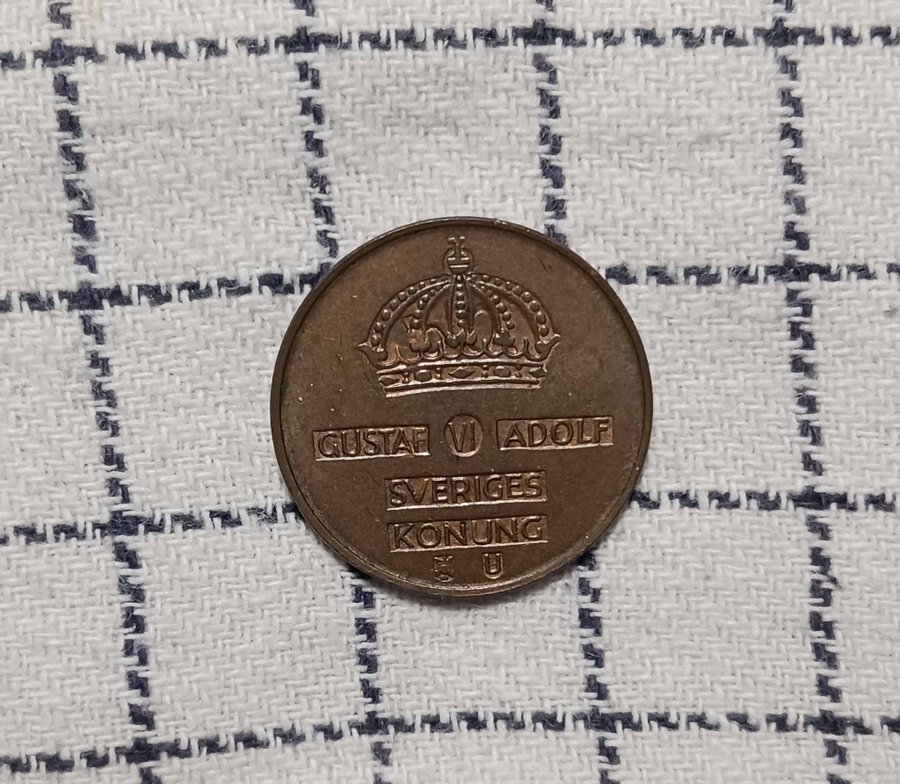 GUSTAF VI ADOLF
SVERIGES
KONUNG
U